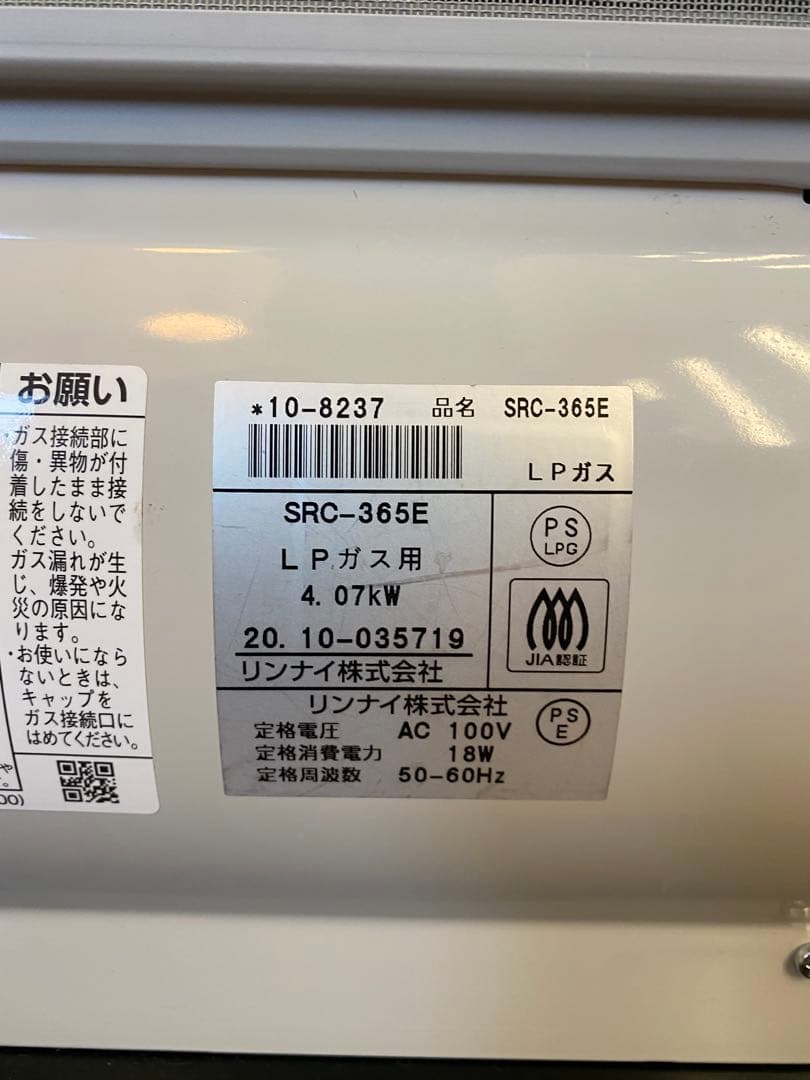 お願い
・ガス接続部に
傷・異物が付
着したまま接
続をしないで
ください。
ガス漏れが生
じ、爆発や火
災の原因にな
ります。
・お使いになら
ないときは、
キャップを
ガス接続口に
はめてください。
*10-8237 品名 SRC-365E
LPガス
SRC-365E
LPガス用
4.07kW
20.10-035719
リンナイ株式会社
PS
LPG
JIA認証
リンナイ株式会社
定格電圧 AC 100V
定格消費電力 18W
定格周波数 50-60Hz
PS
E